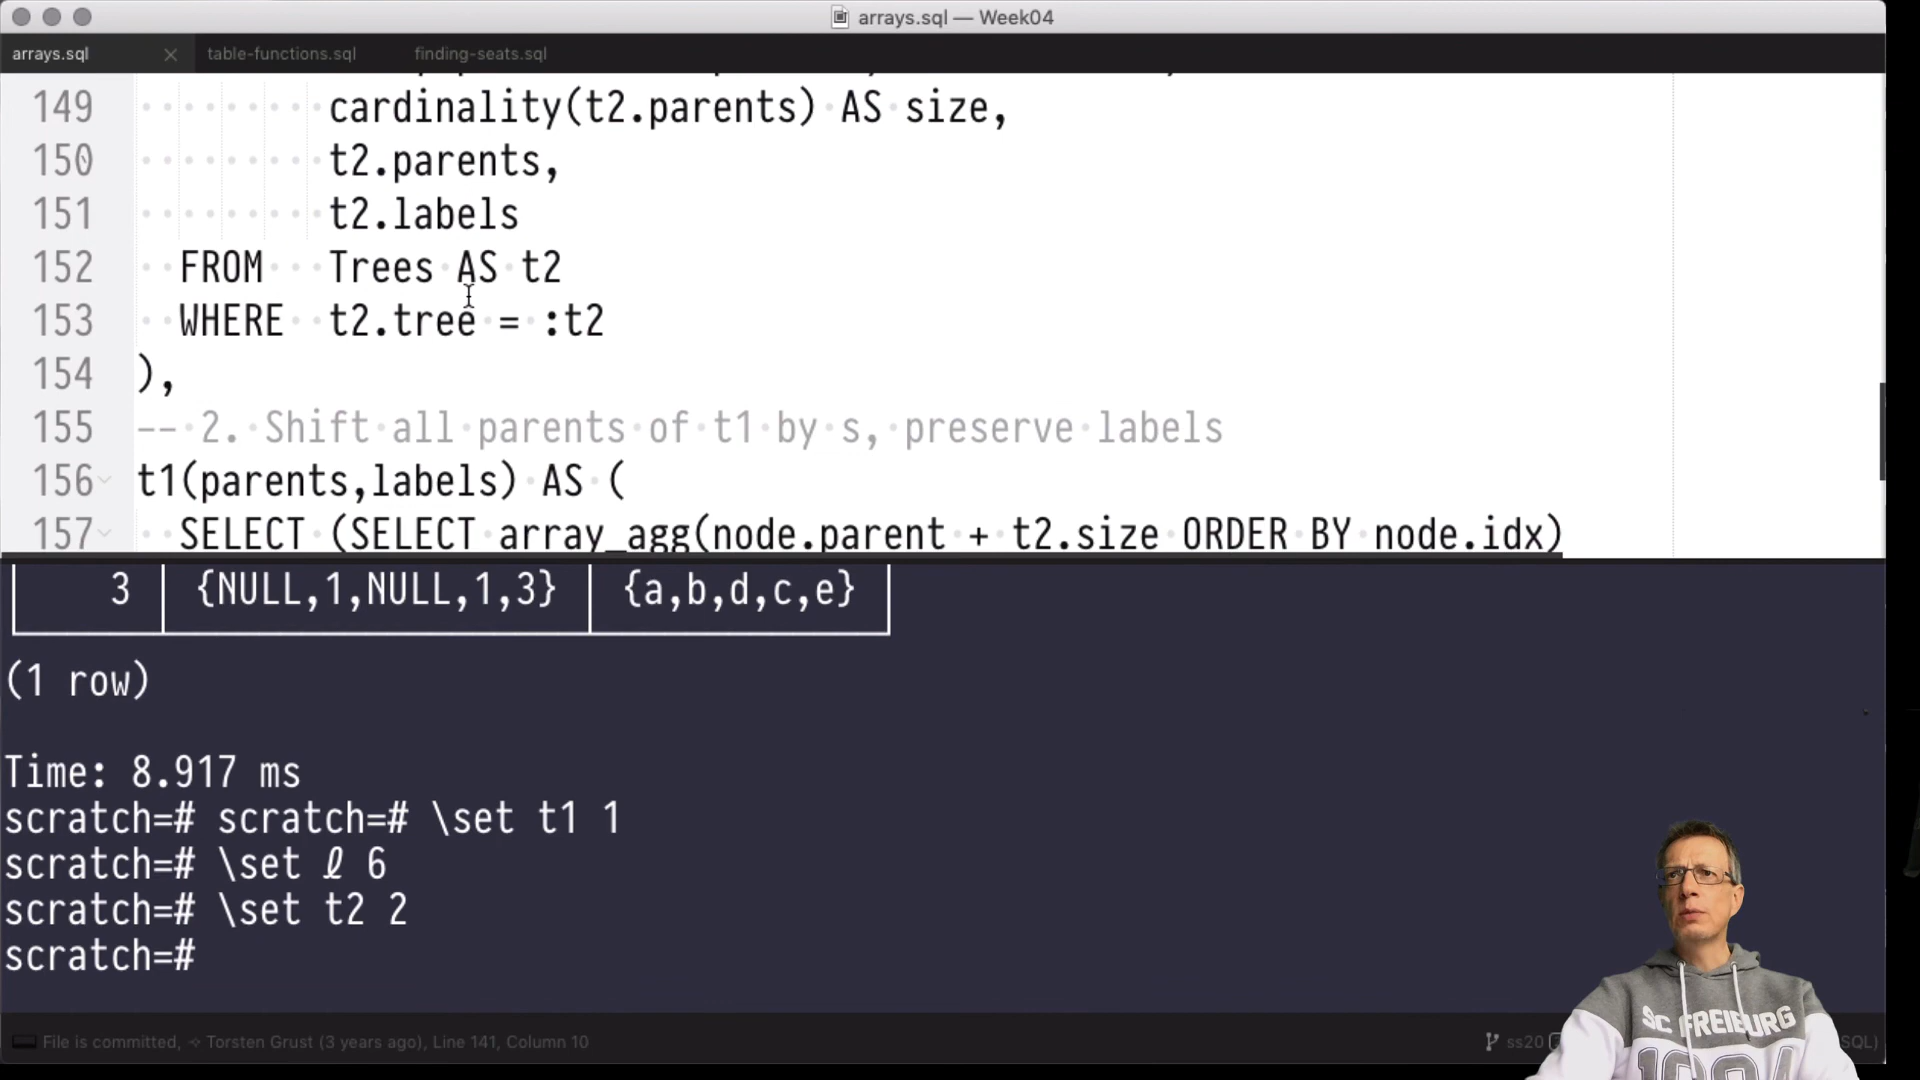 arrays.sql — Week04
arrays.sql
table-functions.sql
finding-seats.sql
149 cardinality(t2.parents) AS size,
150 t2.parents,
151 t2.labels
152 FROM Trees AS t2
153 WHERE t2.tree = :t2
154 ),
155 -- 2. Shift all parents of t1 by s, preserve labels
156 t1(parents,labels) AS (
157 SELECT (SELECT array_agg(node.parent + t2.size ORDER BY node.idx)
3 {NULL,1,NULL,1,3} {a,b,d,c,e}
(1 row)
Time: 8.917 ms
scratch=# scratch=# \set t1 1
scratch=# \set ℓ 6
scratch=# \set t2 2
scratch=#
SC FREIBURG
File is committed, Torsten Grust (3 years ago), Line 141, Column 10
ss20
SQL)